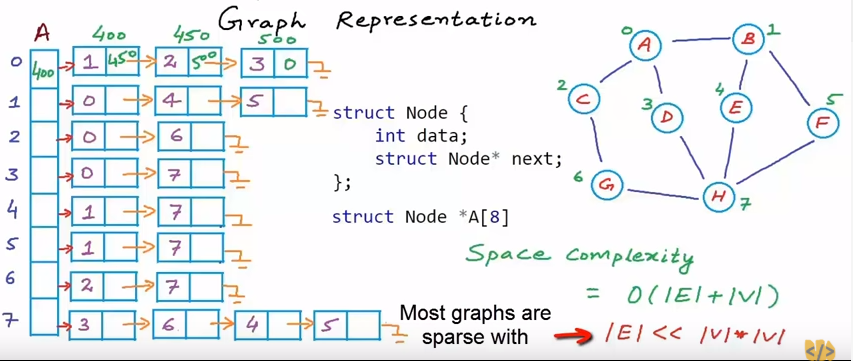 Graph Representation
A 400 450 500
0 400 1 450 2 500 3 0
1 0 4 5
2 0 6
3 0 7
4 1 7
5 1 7
6 2 7
7 3 6 4 5
struct Node {
int data;
struct Node* next;
};
struct Node *A[8]
0 A B 1
2 C 3 D 4 E 5 F
6 G H 7
Space complexity
= O(|E|+|V|)
Most graphs are
sparse with
|E| << |V|*|V|
</>